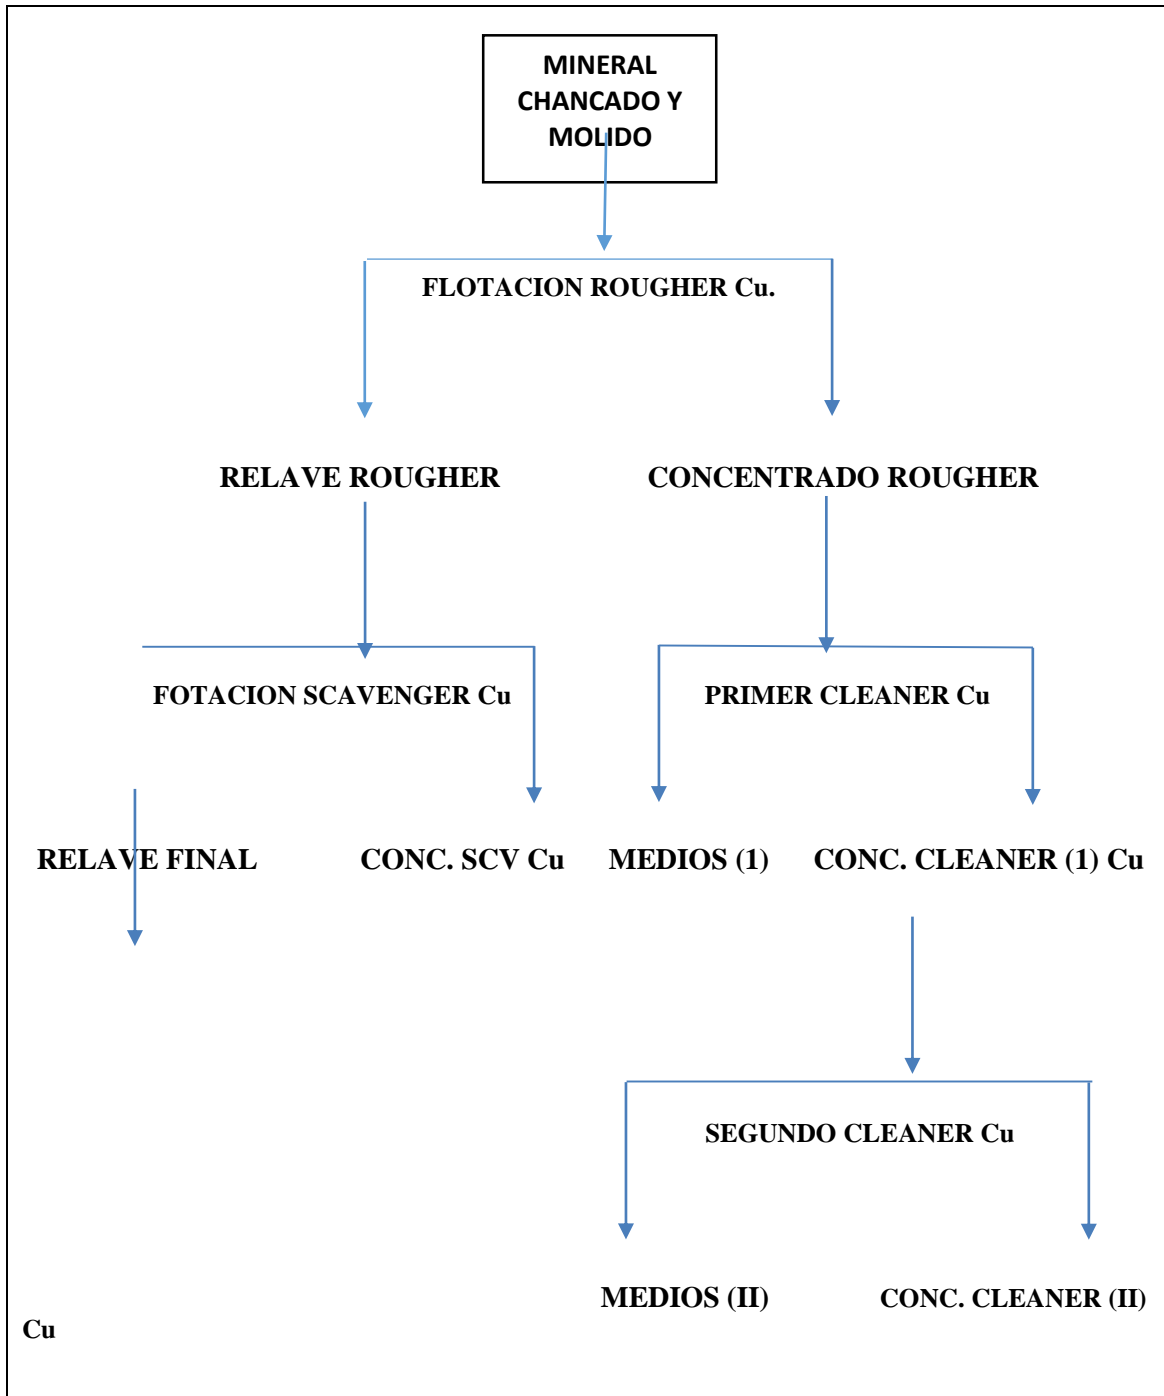 MINERAL
CHANCADO Y
MOLIDO
FLOTACION ROUGHER Cu.
RELAVE ROUGHER
CONCENTRADO ROUGHER
FOTACION SCAVENGER Cu
PRIMER CLEANER Cu
RELAVE FINAL
CONC. SCV Cu
MEDIOS (1)
CONC. CLEANER (1) Cu
SEGUNDO CLEANER Cu
MEDIOS (II)
CONC. CLEANER (II)
Cu